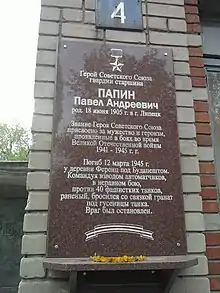 4
Герой Советского Союза
гвардии старшина
ПАПИН
Павел Андреевич
род. 18 июня 1905 г. в г. Липецк
Звание Героя Советского Союза
присвоено за мужество и героизм,
проявленные в боях во время
Великой Отечественной войны
1941 - 1945 г. г.
Погиб 12 марта 1945 г.
у деревни Ференд под Будапештом.
Командуя взводом автоматчиков,
в неравном бою,
против 40 фашистских танков,
раненый, бросился со связкой гранат
под гусеницы танка.
Враг был остановлен.